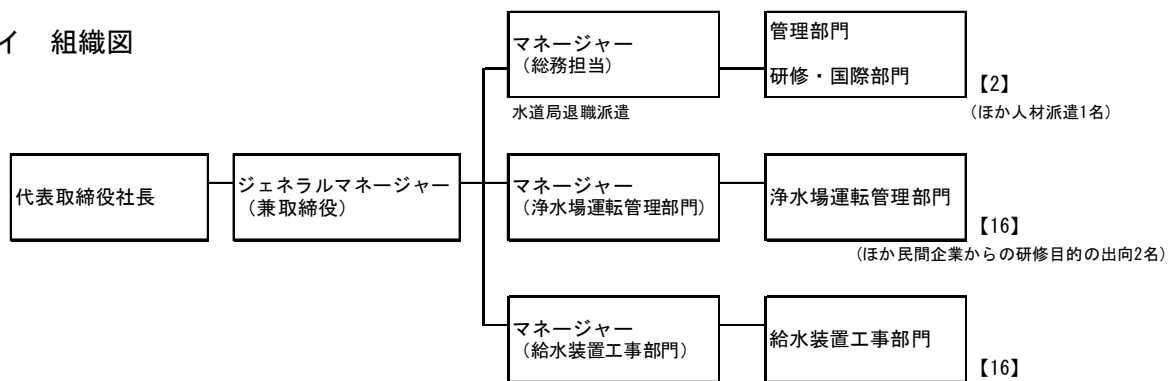 イ 組織図
マネージャー
（総務担当）
水道局退職派遣
管理部門
研修・国際部門
【2】
(ほか人材派遣1名)
代表取締役社長
ジェネラルマネージャー
（兼取締役）
マネージャー
（浄水場運転管理部門）
浄水場運転管理部門
【16】
(ほか民間企業からの研修目的の出向2名)
マネージャー
（給水装置工事部門）
給水装置工事部門
【16】